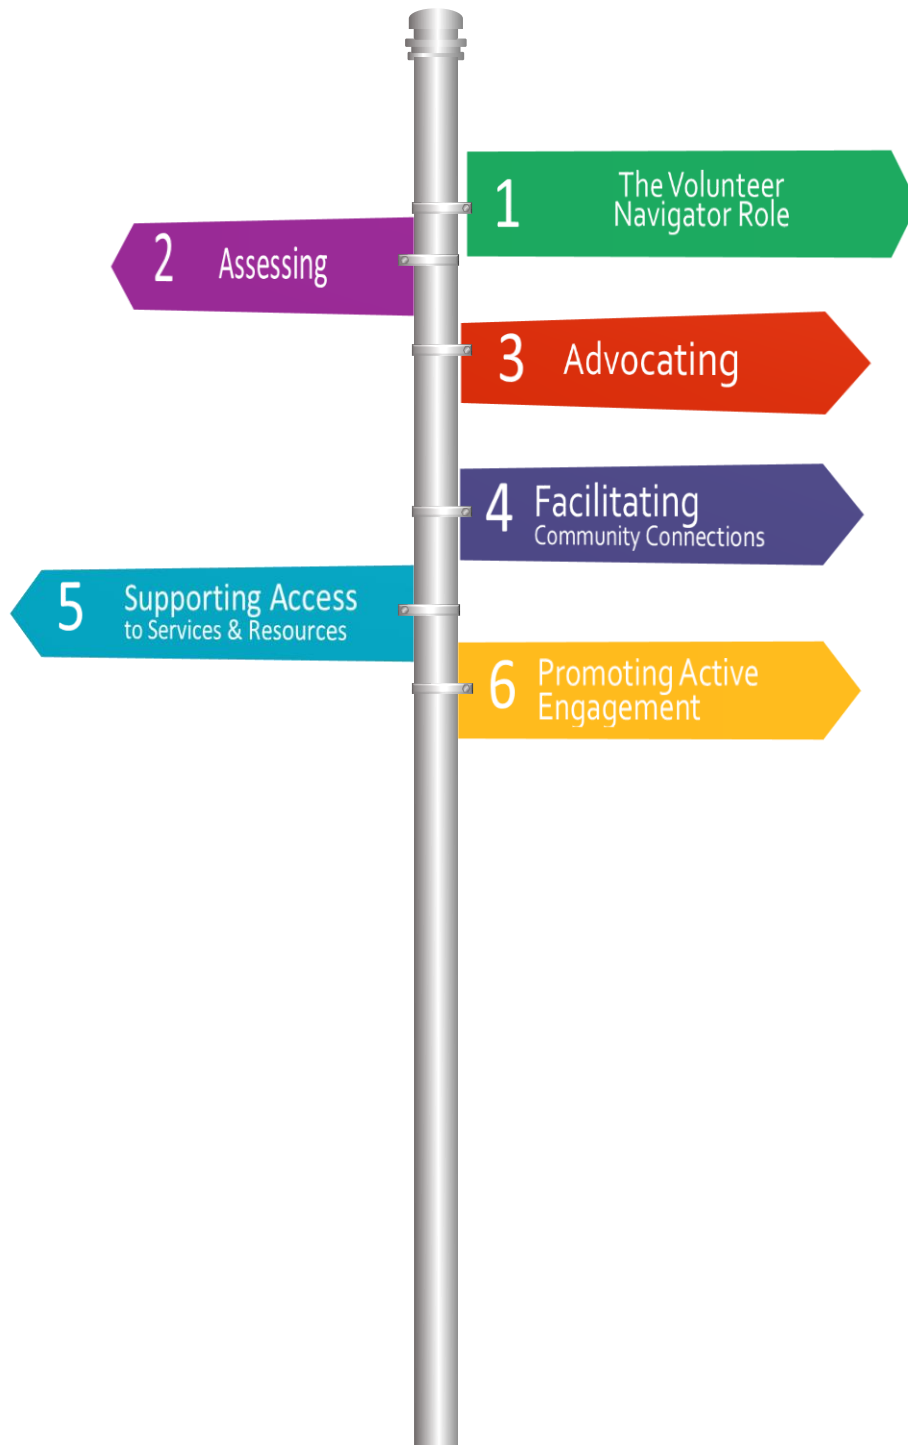 1
The Volunteer
Navigator Role
2
Assessing
3
Advocating
4
Facilitating
Community Connections
5
Supporting Access
to Services & Resources
6
Promoting Active
Engagement